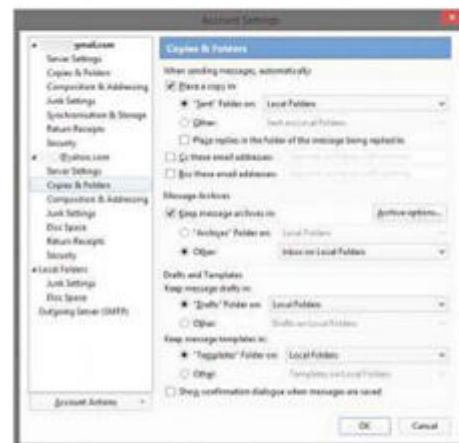 Account Settings
gmail.com
Server Settings
Copies & Folders
Composition & Addressing
Junk Settings
Synchronisation & Storage
Return Receipts
Security
@yahoo.com
Server Settings
Copies & Folders
Composition & Addressing
Junk Settings
Disc Space
Return Receipts
Security
Local Folders
Junk Settings
Disc Space
Outgoing Server (SMTP)
Account Actions
Copies & Folders
When sending messages, automatically:
Place a copy in:
"Sent" Folder on: Local Folders
Other: Sent on Local Folders
Place replies in the folder of the message being replied to
Cc these email addresses:
Bcc these email addresses:
Message Archives
Keep message archives in: Archive options...
"Archives" Folder on: Local Folders
Other: Inbox on Local Folders
Drafts and Templates
Keep message drafts in:
"Drafts" Folder on: Local Folders
Other: Drafts on Local Folders
Keep message templates in:
"Templates" Folder on: Local Folders
Other: Templates on Local Folders
Show confirmation dialogue when messages are saved
OK Cancel